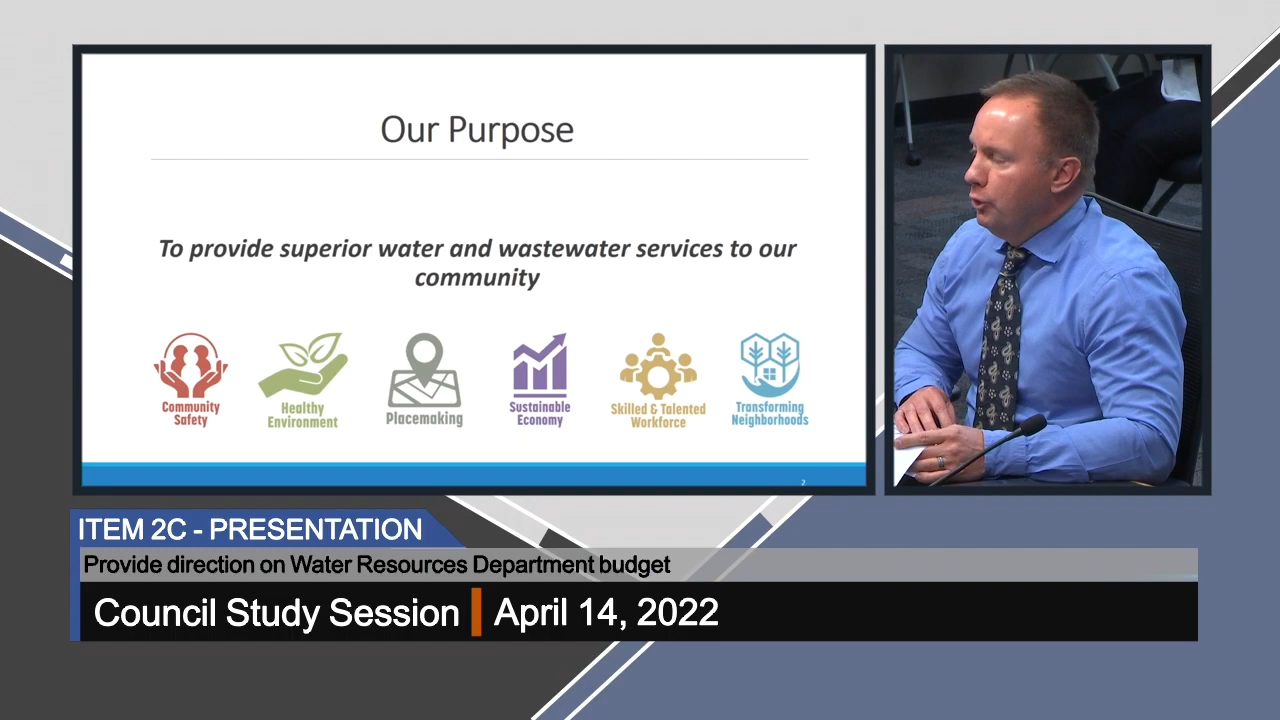 Our Purpose
To provide superior water and wastewater services to our
community
Community
Safety
Healthy
Environment
Placemaking
Sustainable
Economy
Skilled & Talented
Workforce
Transforming
Neighborhoods
2
ITEM 2C - PRESENTATION
Provide direction on Water Resources Department budget
Council Study Session
April 14, 2022